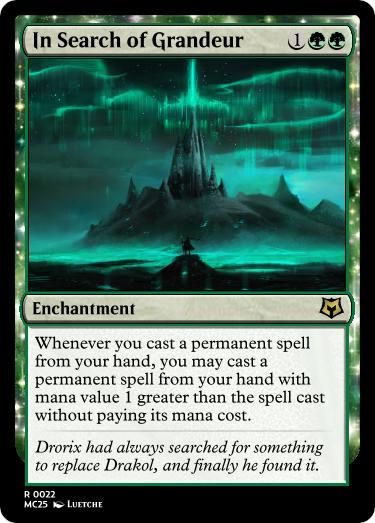 In Search of Grandeur 1
Enchantment
Whenever you cast a permanent spell
from your hand, you may cast a
permanent spell from your hand with
mana value 1 greater than the spell cast
without paying its mana cost.
Drorix had always searched for something
to replace Drakol, and finally he found it.
R 0022
MC25 Luetche